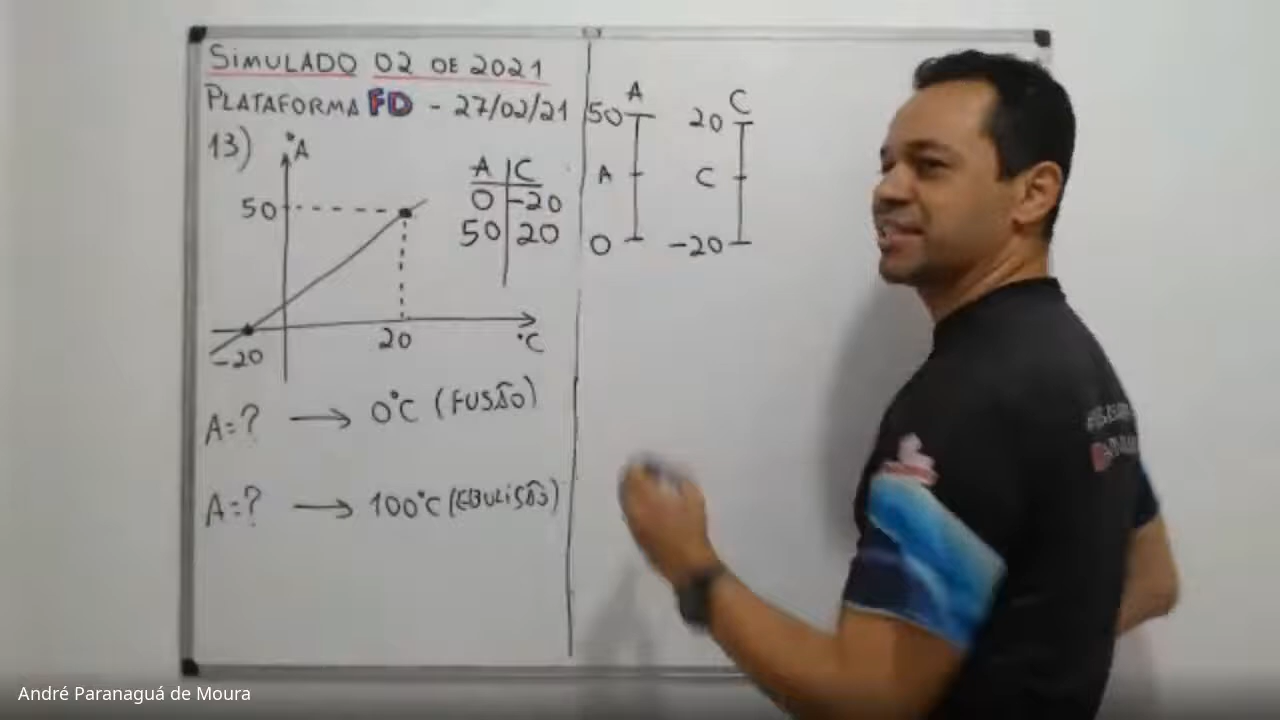 SIMULADO 02 DE 2021
PLATAFORMA FD - 27/02/21
13)
°A
50
-20
20
°C
A C
0 -20
50 20
A=? → 0°C (FUSÃO)
A=? → 100°C (EBULIÇÃO)
A C
50 20
A C
0 -20
André Paranaguá de Moura